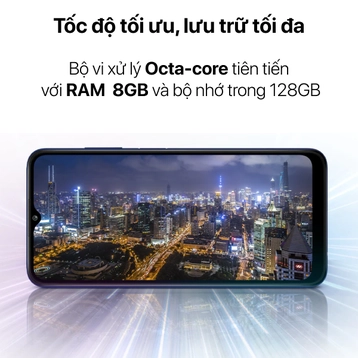 Tốc độ tối ưu, lưu trữ tối đa
Bộ vi xử lý Octa-core tiên tiến
với RAM 8GB và bộ nhớ trong 128GB